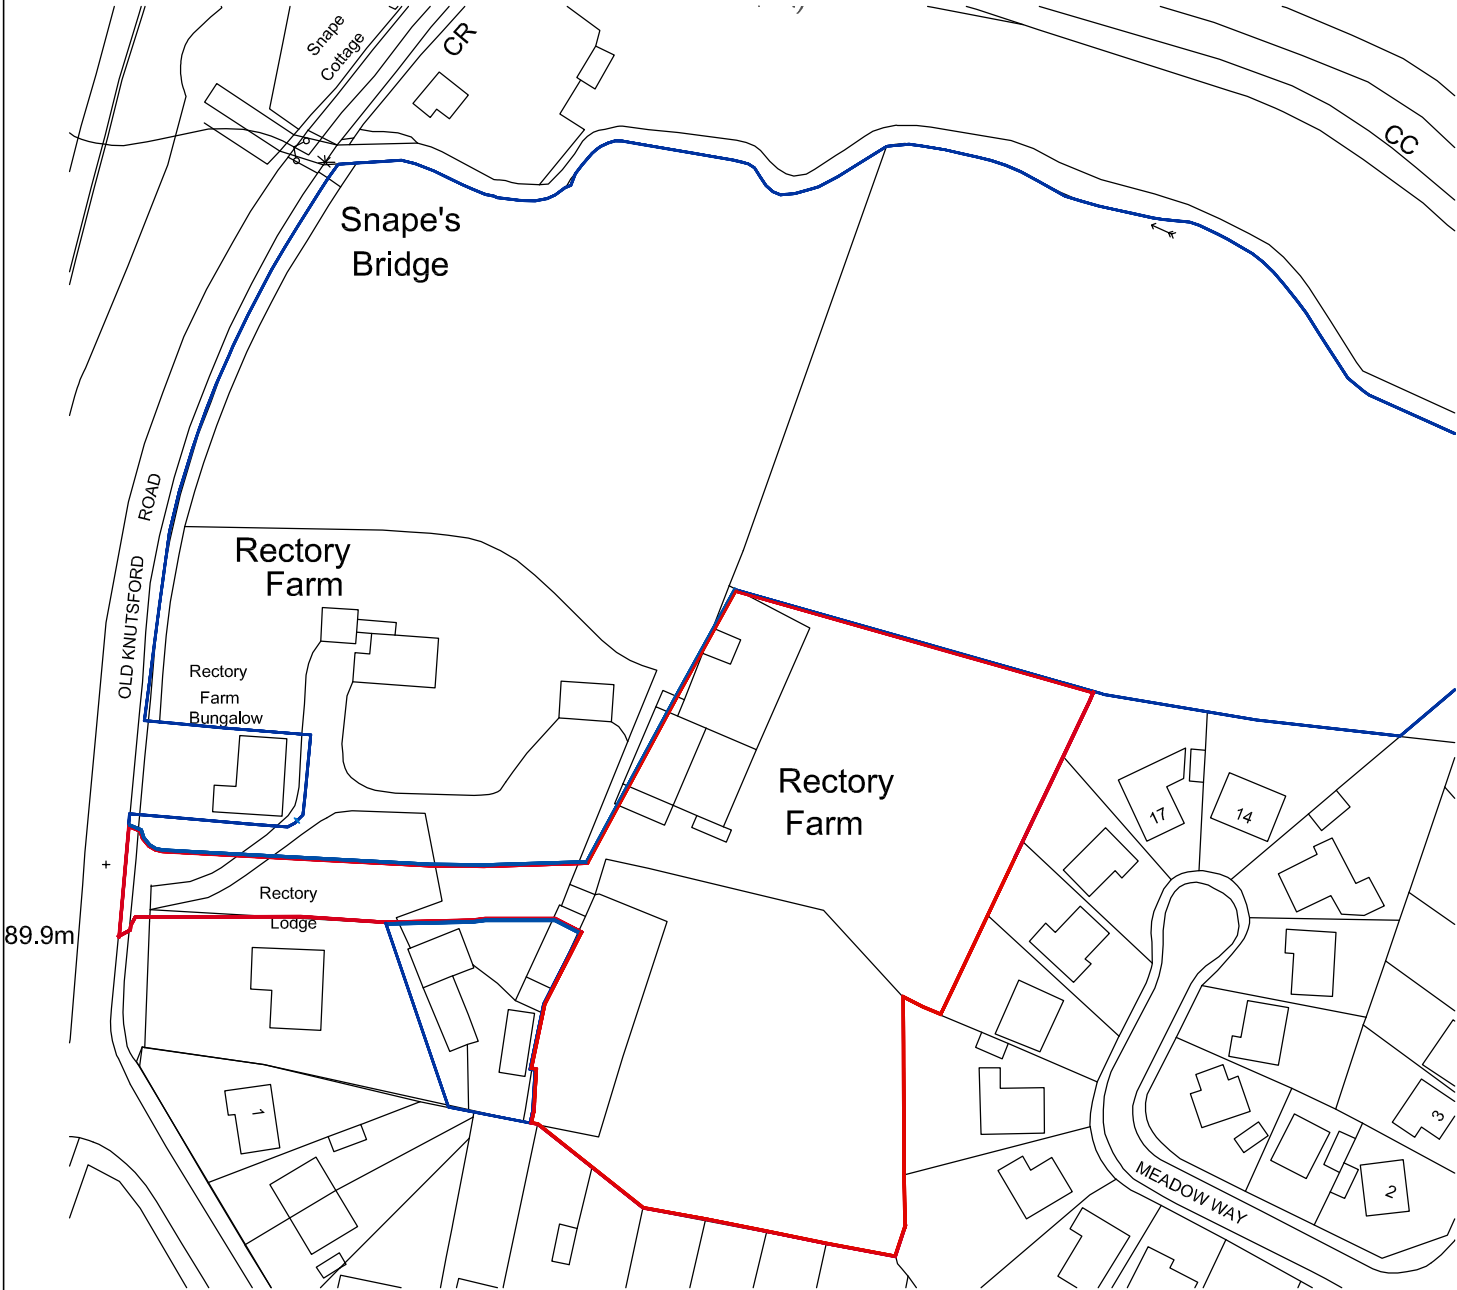 Snape
Cottage
CR
CC
Snape's
Bridge
OLD KNUTSFORD ROAD
Rectory
Farm
Rectory
Farm
Bungalow
Rectory
Farm
17
14
Rectory
Lodge
89.9m
1
3
2
MEADOW WAY